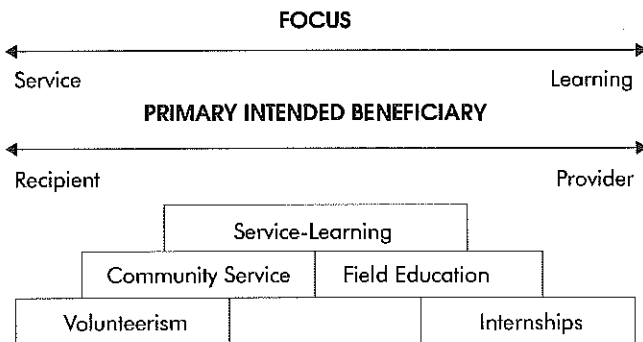 FOCUS
Service Learning
PRIMARY INTENDED BENEFICIARY
Recipient Provider
Service-Learning
Community Service Field Education
Volunteerism Internships